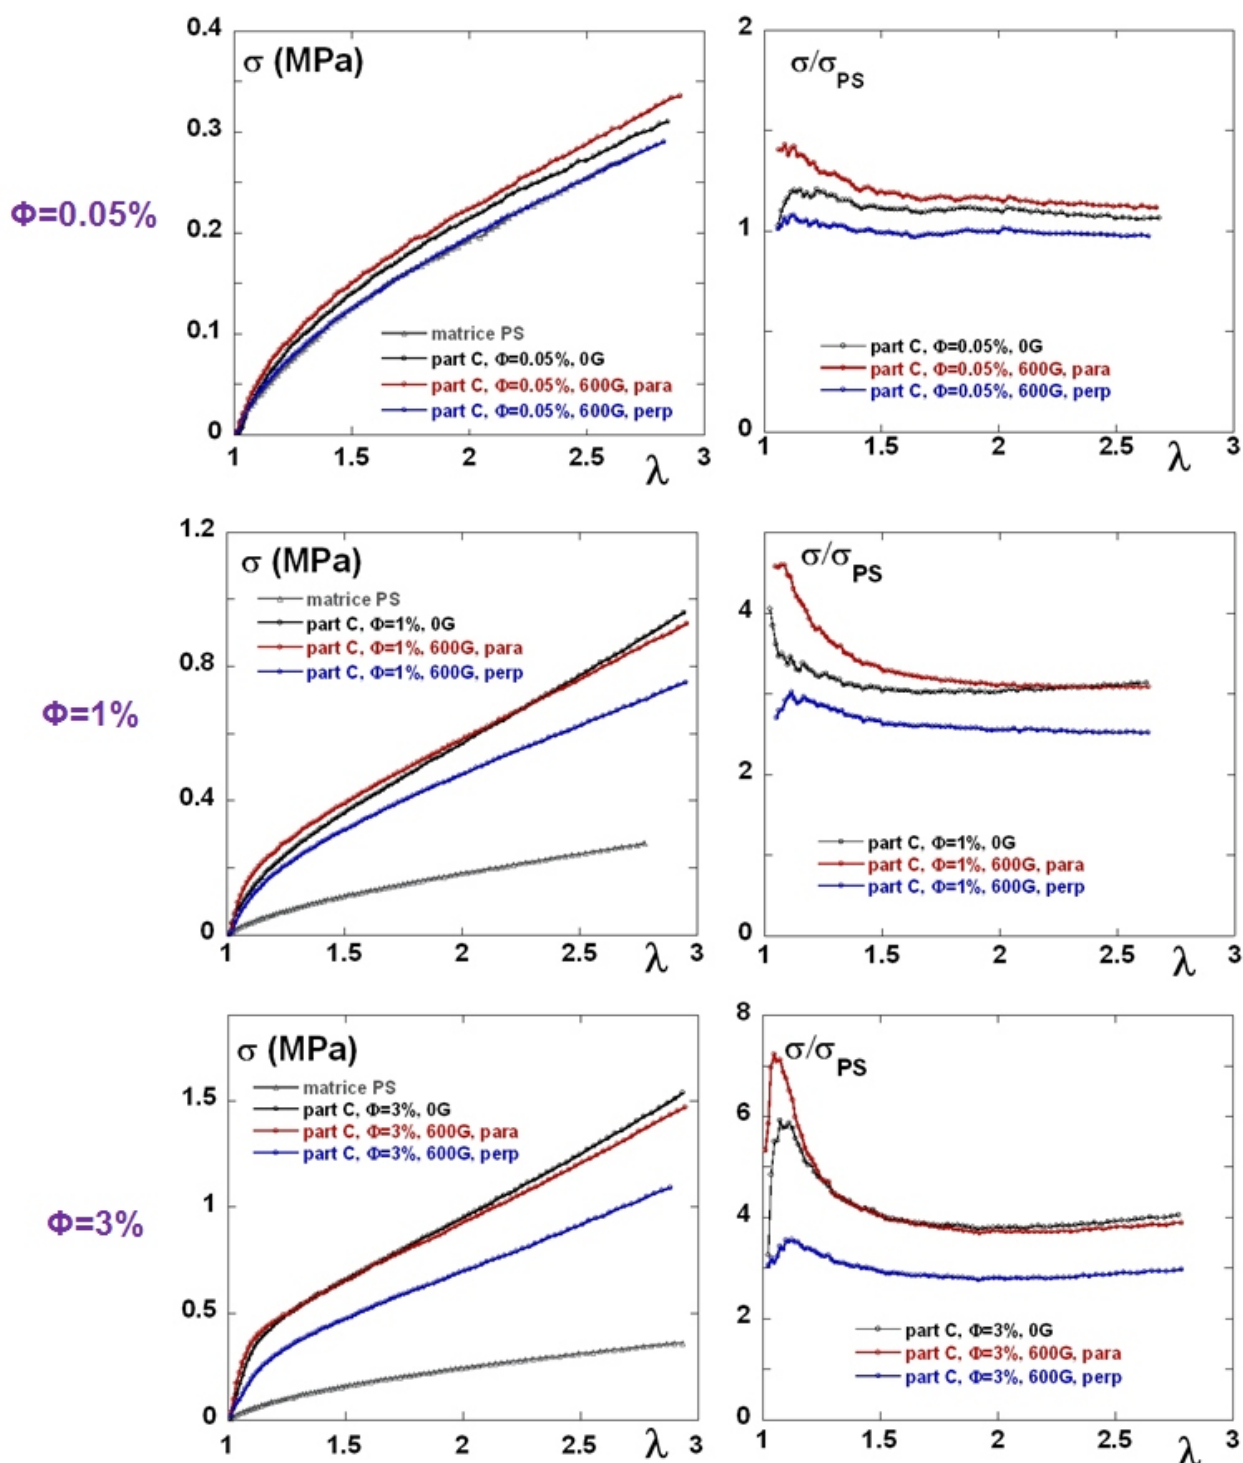 Φ=0.05%
0.4
0.3
0.2
0.1
0
σ (MPa)
matrice PS
part C, Φ=0.05%, 0G
part C, Φ=0.05%, 600G, para
part C, Φ=0.05%, 600G, perp
1
1.5
2
2.5
3
λ
2
1
0
σ/σPS
part C, Φ=0.05%, 0G
part C, Φ=0.05%, 600G, para
part C, Φ=0.05%, 600G, perp
1
1.5
2
2.5
3
λ
Φ=1%
1.2
0.8
0.4
0
σ (MPa)
matrice PS
part C, Φ=1%, 0G
part C, Φ=1%, 600G, para
part C, Φ=1%, 600G, perp
1
1.5
2
2.5
3
λ
4
2
0
σ/σPS
part C, Φ=1%, 0G
part C, Φ=1%, 600G, para
part C, Φ=1%, 600G, perp
1
1.5
2
2.5
3
λ
Φ=3%
1.5
1
0.5
0
σ (MPa)
matrice PS
part C, Φ=3%, 0G
part C, Φ=3%, 600G, para
part C, Φ=3%, 600G, perp
1
1.5
2
2.5
3
λ
8
6
4
2
0
σ/σPS
part C, Φ=3%, 0G
part C, Φ=3%, 600G, para
part C, Φ=3%, 600G, perp
1
1.5
2
2.5
3
λ